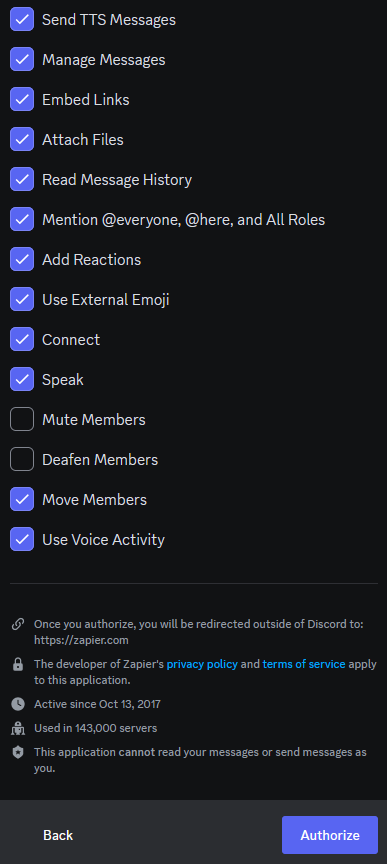 Send TTS Messages
Manage Messages
Embed Links
Attach Files
Read Message History
Mention @everyone, @here, and All Roles
Add Reactions
Use External Emoji
Connect
Speak
Mute Members
Deafen Members
Move Members
Use Voice Activity
Once you authorize, you will be redirected outside of Discord to:
https://zapier.com
The developer of Zapier's privacy policy and terms of service apply
to this application.
Active since Oct 13, 2017
Used in 143,000 servers
This application cannot read your messages or send messages as
you.
Back
Authorize